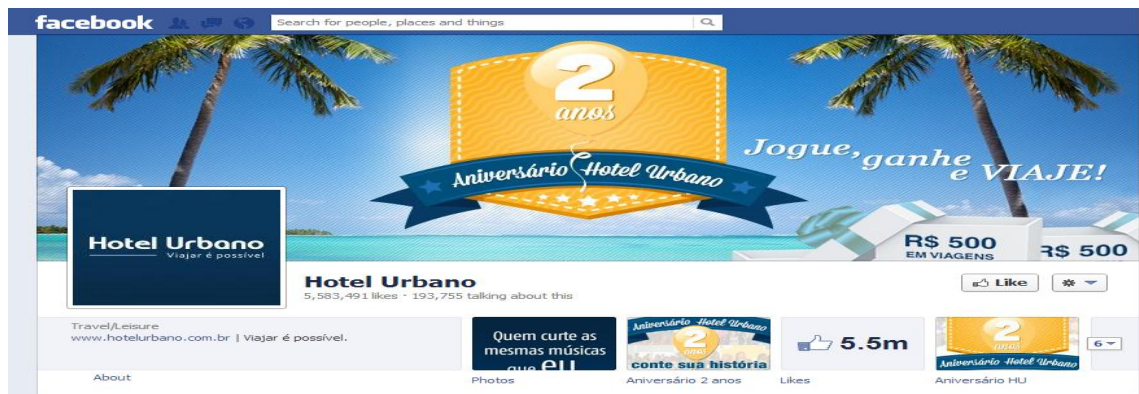 facebook
Search for people, places and things
2
anos
Aniversário Hotel Urbano
Jogue, ganhe
e VIAJE!
R$ 500
EM VIAGENS
R$ 500
Hotel Urbano
Viajar é possível
Hotel Urbano
5,583,491 likes · 193,755 talking about this
Like
Travel/Leisure
www.hotelurbano.com.br | Viajar é possível.
About
Quem curte as
mesmas músicas
que EU
Photos
Aniversário Hotel Urbano
2
anos
conte sua história
Aniversário 2 anos
5.5m
Likes
2
anos
Aniversário Hotel Urbano
Aniversário HU
6